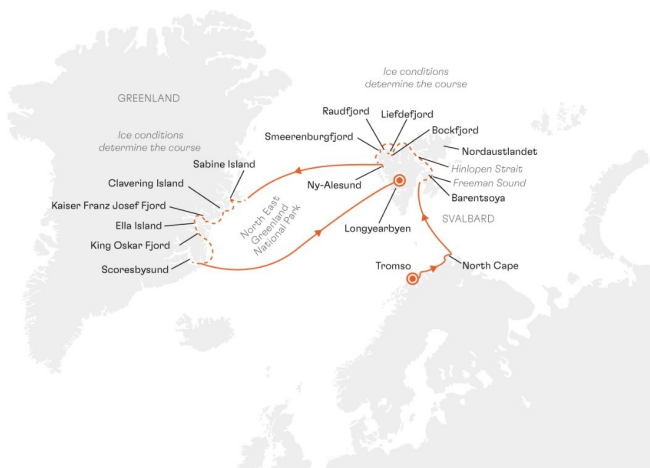 Ice conditions
determine the course
GREENLAND
Raudfjord
Liefdefjord
Bockfjord
Smeerenburgfjord
Ice conditions
determine the course
Nordaustlandet
Sabine Island
Hinlopen Strait
Clavering Island
Ny-Alesund
Freeman Sound
Barentsoya
Kaiser Franz Josef Fjord
SVALBARD
Ella Island
North East
Greenland
National Park
Longyearbyen
King Oskar Fjord
Scoresbysund
Tromso
North Cape